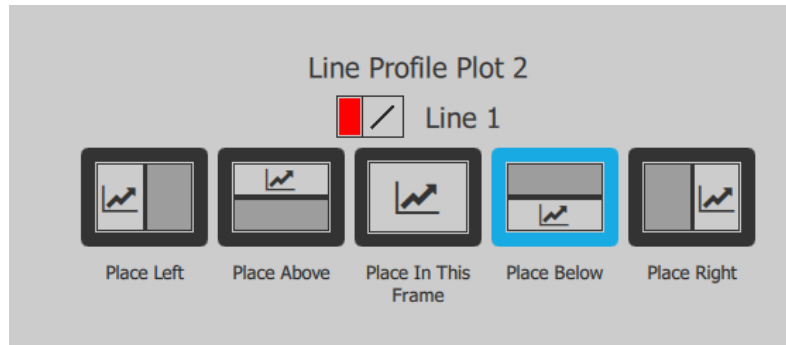 Line Profile Plot 2
Line 1
Place Left
Place Above
Place In This
Frame
Place Below
Place Right